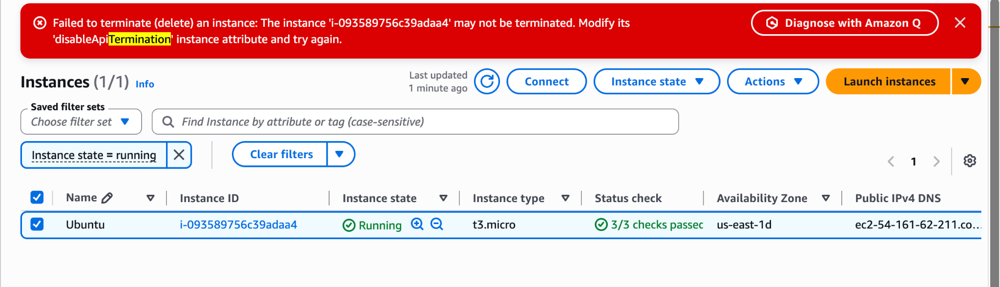 Failed to terminate (delete) an instance: The instance 'i-093589756c39adaa4' may not be terminated. Modify its
'disableApiTermination' instance attribute and try again.
Diagnose with Amazon Q
Instances (1/1) Info
Last updated
1 minute ago
Connect
Instance state
Actions
Launch instances
Saved filter sets
Choose filter set
Find Instance by attribute or tag (case-sensitive)
Instance state = running
Clear filters
1
Name Instance ID Instance state Instance type Status check Availability Zone Public IPv4 DNS
Ubuntu i-093589756c39adaa4 Running t3.micro 3/3 checks passec us-east-1d ec2-54-161-62-211.co...